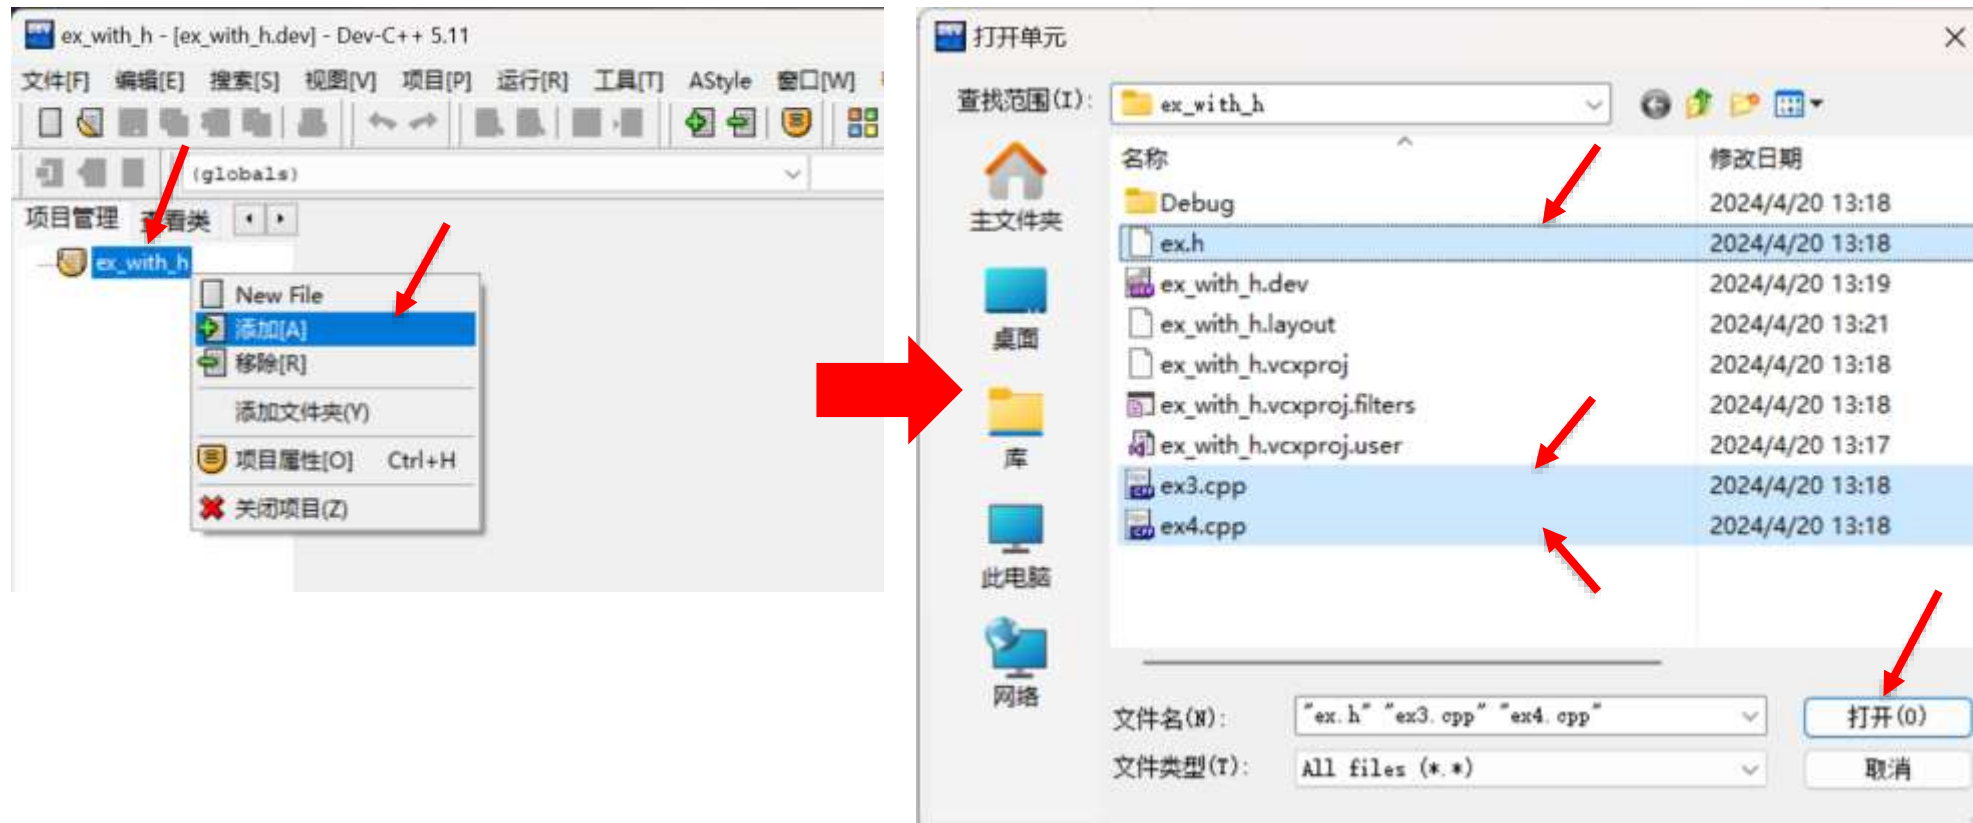 ex_with_h - [ex_with_h.dev] - Dev-C++ 5.11
文件[F] 编辑[E] 搜索[S] 视图[V] 项目[P] 运行[R] 工具[T] AStyle 窗口[W]
(globals)
项目管理 查看类
ex_with_h
New File
添加[A]
移除[R]
添加文件夹(Y)
项目属性[O] Ctrl+H
关闭项目(Z)
打开单元
查找范围(I): ex_with_h
名称 修改日期
Debug 2024/4/20 13:18
ex.h 2024/4/20 13:18
ex_with_h.dev 2024/4/20 13:19
ex_with_h.layout 2024/4/20 13:21
ex_with_h.vcxproj 2024/4/20 13:18
ex_with_h.vcxproj.filters 2024/4/20 13:18
ex_with_h.vcxproj.user 2024/4/20 13:17
ex3.cpp 2024/4/20 13:18
ex4.cpp 2024/4/20 13:18
主文件夹
桌面
库
此电脑
网络
文件名(N): "ex.h" "ex3.cpp" "ex4.cpp" 打开(O)
文件类型(T): All files (*.*) 取消